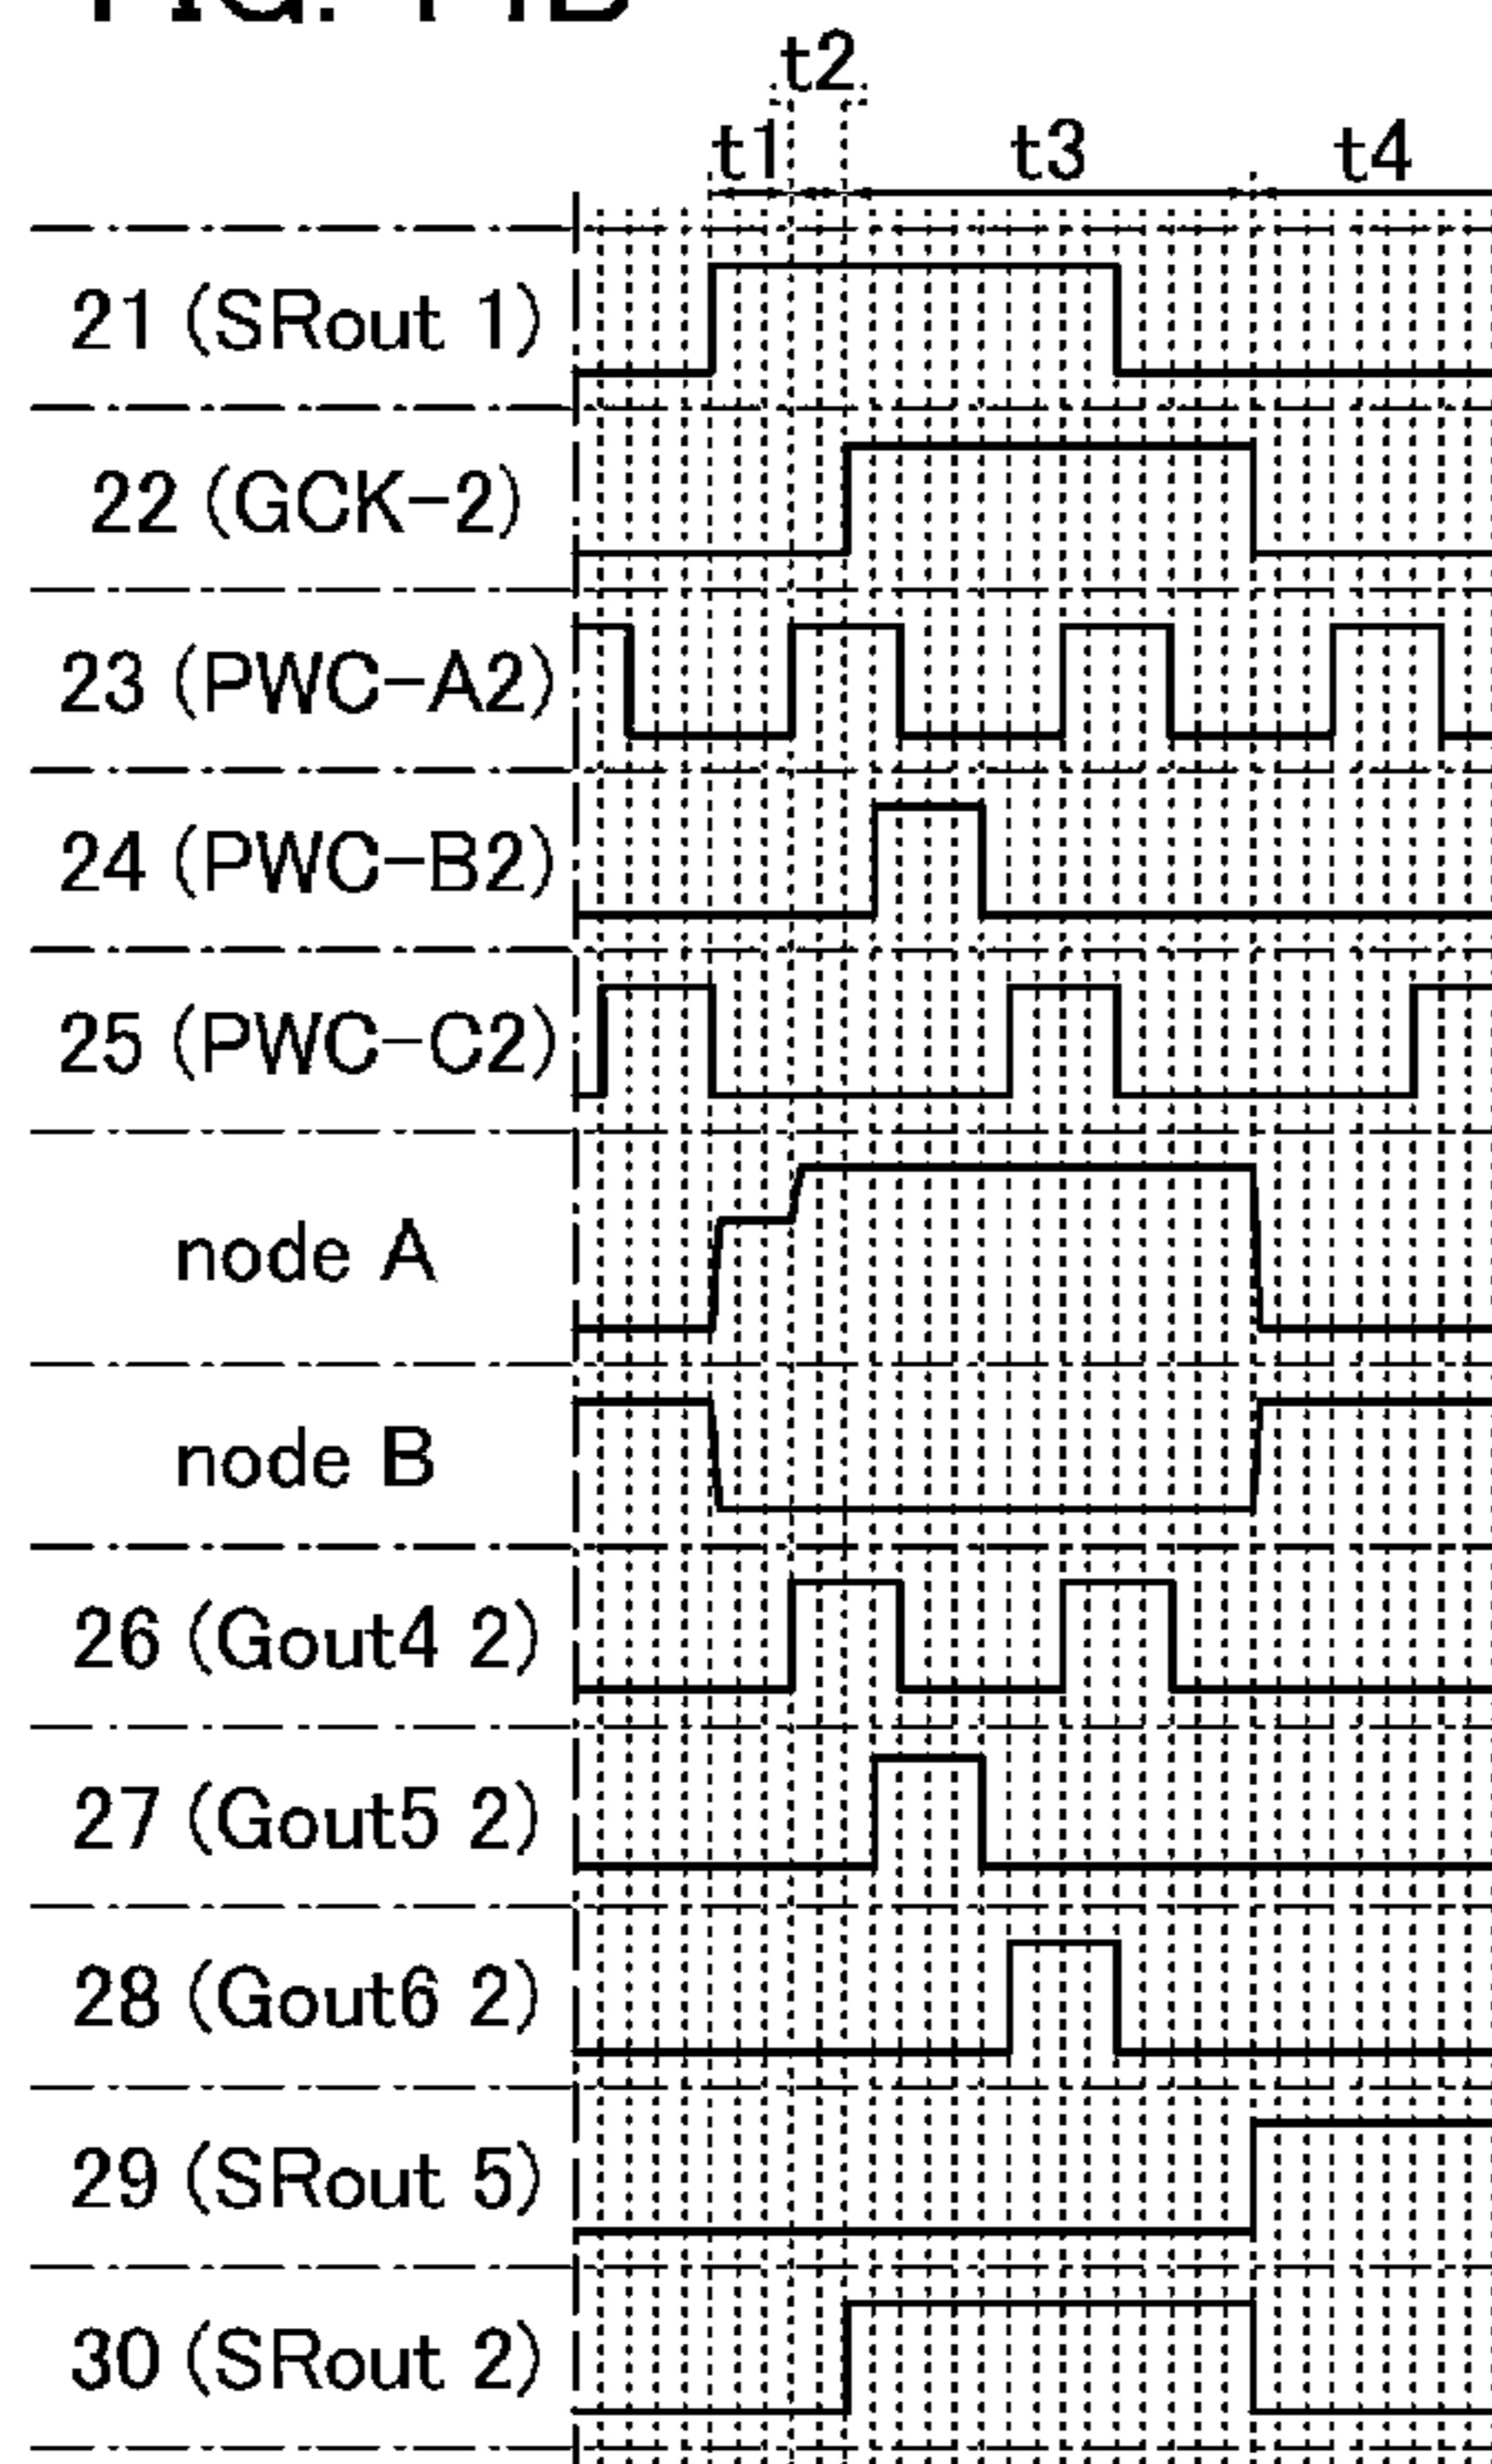 t2
t1 t3 t4
21 (SRout 1)
22 (GCK-2)
23 (PWC-A2)
24 (PWC-B2)
25 (PWC-C2)
node A
node B
26 (Gout4 2)
27 (Gout5 2)
28 (Gout6 2)
29 (SRout 5)
30 (SRout 2)